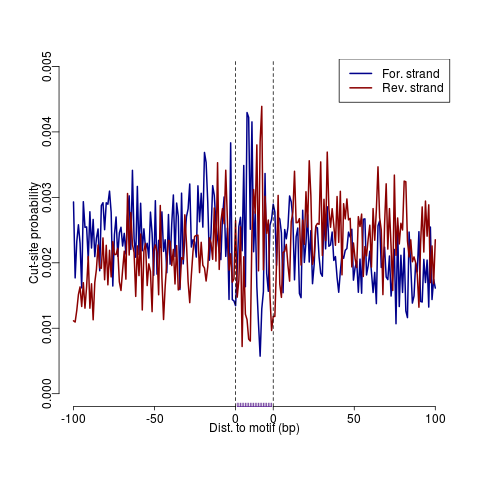 For. strand
Rev. strand
Cut-site probability
0.005
0.004
0.003
0.002
0.001
0.000
-100 -50 0 0 50 100
Dist. to motif (bp)